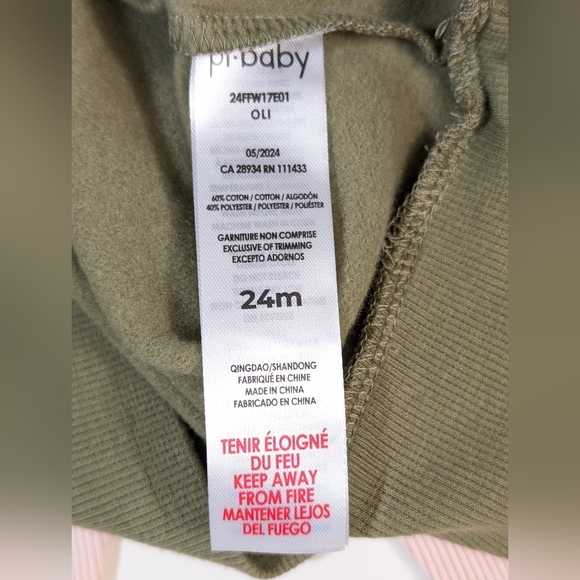 pi·baby
24FFW17E01
OLI
05/2024
CA 28934 RN 111433
60% COTON / COTTON / ALGODÓN
40% POLYESTER / POLYESTER / POLIÉSTER
GARNITURE NON COMPRISE
EXCLUSIVE OF TRIMMING
EXCEPTO ADORNOS
24m
QINGDAO/SHANDONG
FABRIQUÉ EN CHINE
MADE IN CHINA
FABRICADO EN CHINA
TENIR ÉLOIGNÉ
DU FEU
KEEP AWAY
FROM FIRE
MANTENER LEJOS
DEL FUEGO